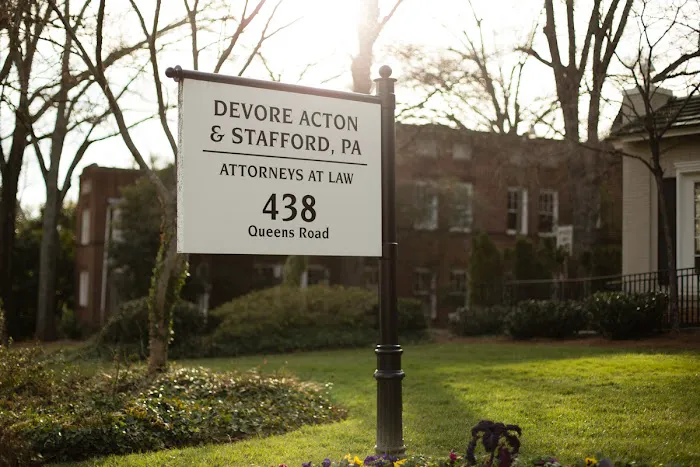 DEVORE ACTON
& STAFFORD, PA
ATTORNEYS AT LAW
438
Queens Road